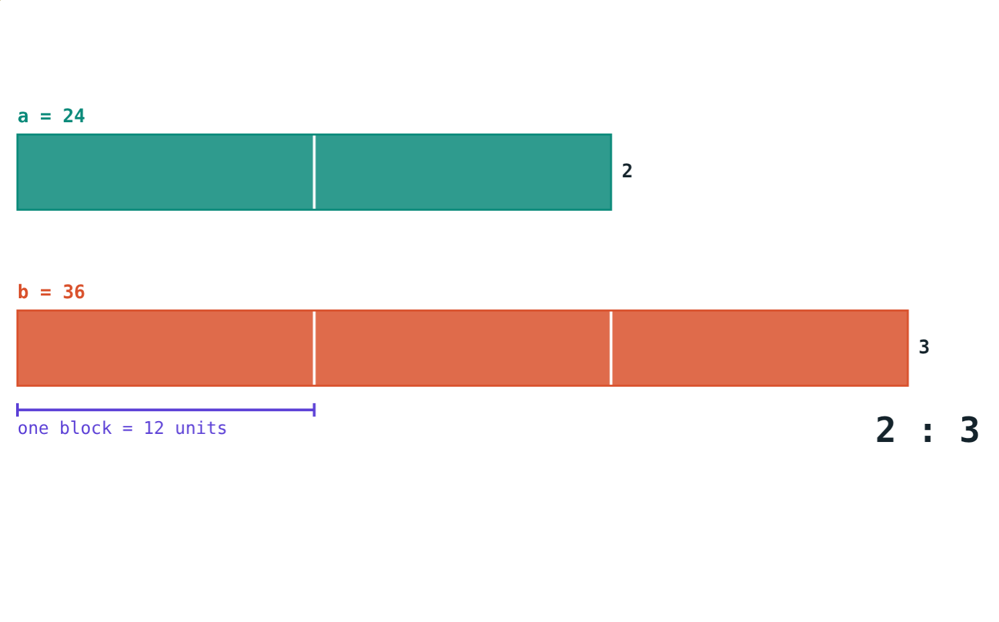 a = 24
2
b = 36
3
one block = 12 units
2 : 3